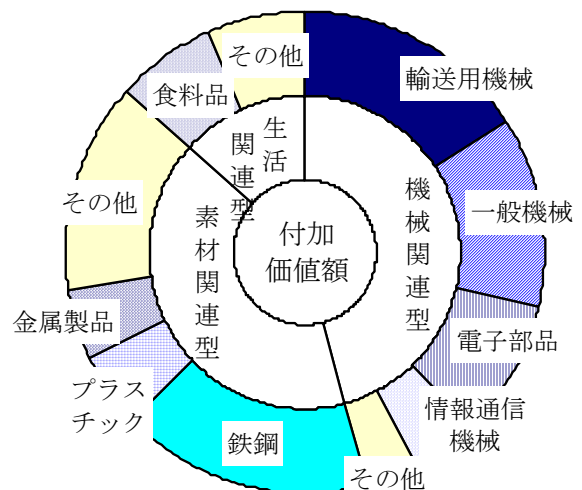 その他
輸送用機械
食料品
生活
関連型
機械関連型
一般機械
その他
素材関連型
付加
価値額
金属製品
電子部品
プラス
チック
情報通信
機械
鉄鋼
その他